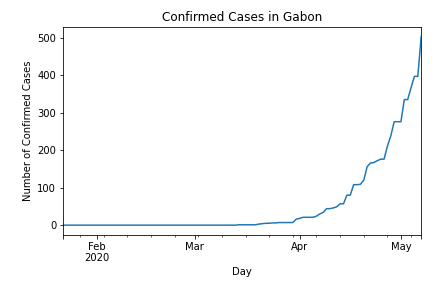 Confirmed Cases in Gabon
Number of Confirmed Cases
500
400
300
200
100
0
Feb
2020
Mar
Apr
May
Day